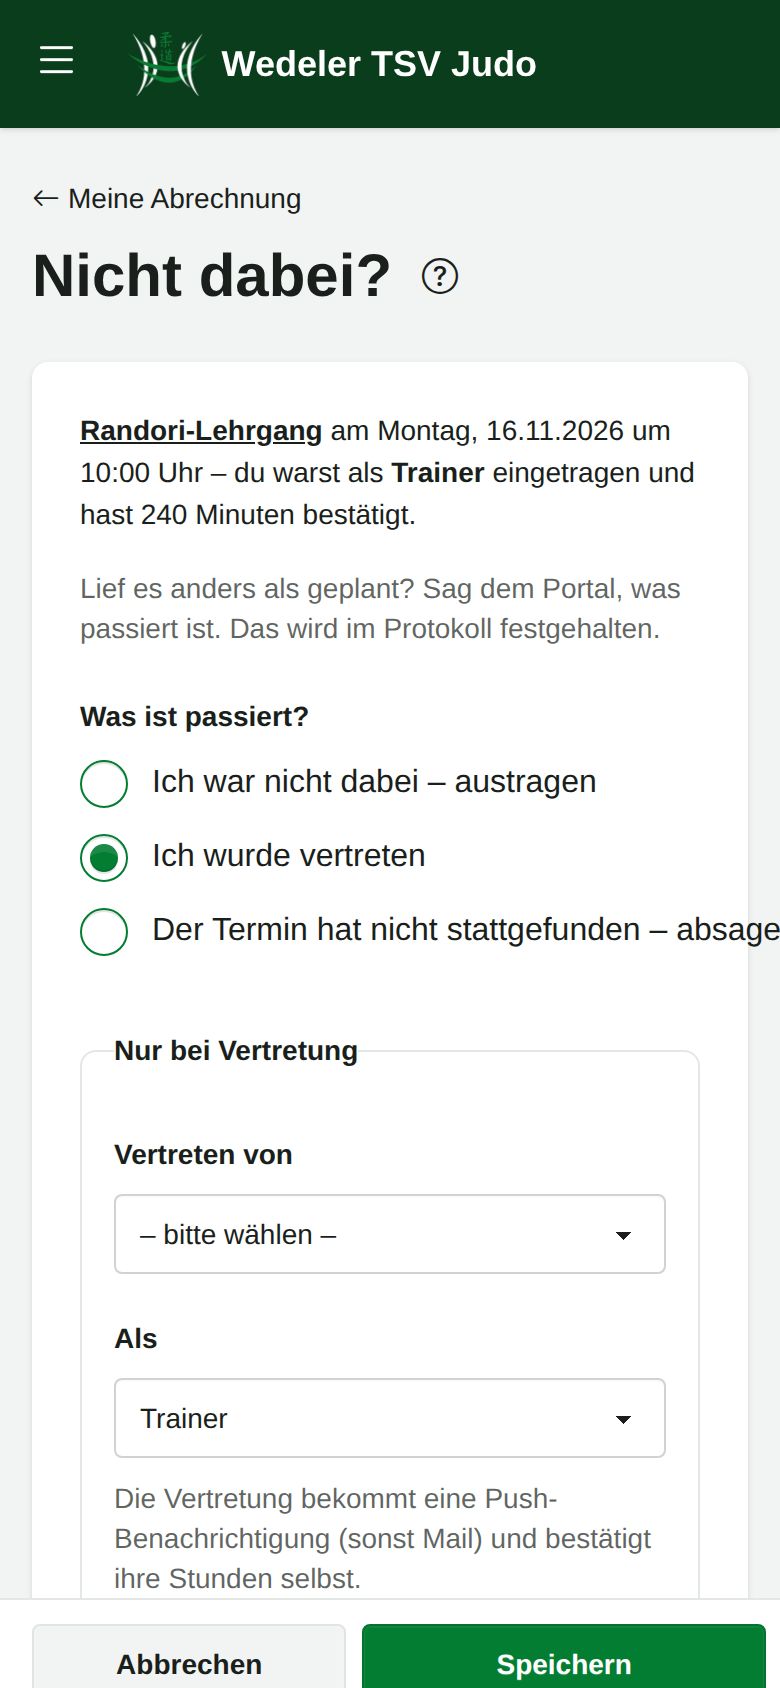 柔道
Wedeler TSV Judo
← Meine Abrechnung
Nicht dabei? ?
Randori-Lehrgang am Montag, 16.11.2026 um
10:00 Uhr – du warst als Trainer eingetragen und
hast 240 Minuten bestätigt.
Lief es anders als geplant? Sag dem Portal, was
passiert ist. Das wird im Protokoll festgehalten.
Was ist passiert?
Ich war nicht dabei – austragen
Ich wurde vertreten
Der Termin hat nicht stattgefunden – absage
Nur bei Vertretung
Vertreten von
– bitte wählen –
Als
Trainer
Die Vertretung bekommt eine Push-
Benachrichtigung (sonst Mail) und bestätigt
ihre Stunden selbst.
Abbrechen
Speichern